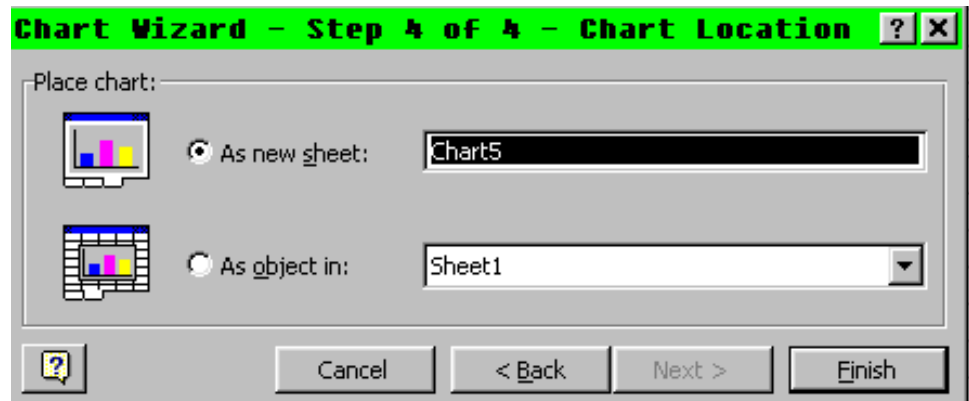 Chart Wizard - Step 4 of 4 - Chart Location ? X
Place chart:
As new sheet: Chart5
As object in: Sheet1
? Cancel < Back Next > Finish